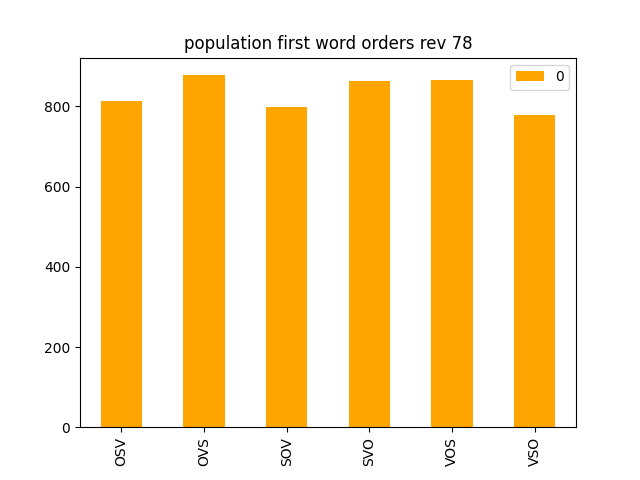 population first word orders rev 78
0
800
600
400
200
0
OSV
OVS
SOV
SVO
VOS
VSO